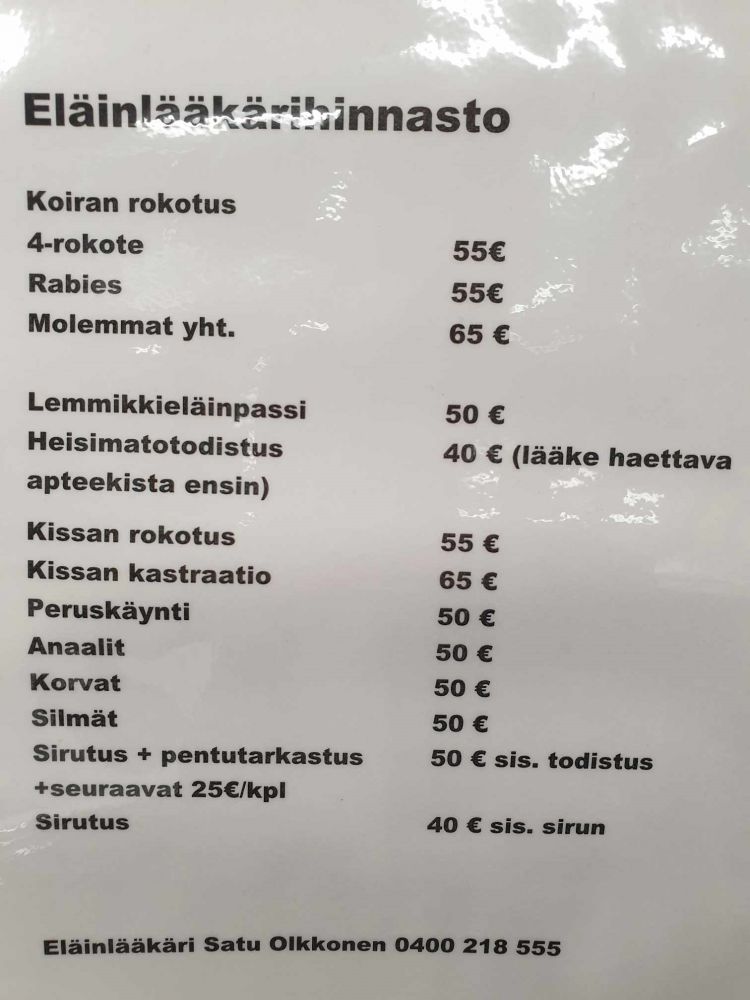 Eläinlääkärihinnasto
Koiran rokotus
4-rokote 55€
Rabies 55€
Molemmat yht. 65 €
Lemmikkieläinpassi 50 €
Heisimatotodistus 40 € (lääke haettava
apteekista ensin)
Kissan rokotus 55 €
Kissan kastraatio 65 €
Peruskäynti 50 €
Anaalit 50 €
Korvat 50 €
Silmät 50 €
Sirutus + pentutarkastus 50 € sis. todistus
+seuraavat 25€/kpl
Sirutus 40 € sis. sirun
Eläinlääkäri Satu Olkkonen 0400 218 555